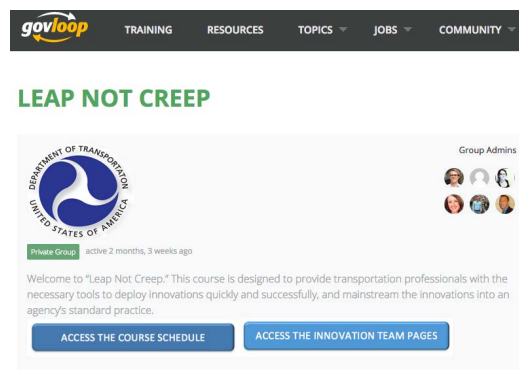 govloop TRAINING RESOURCES TOPICS JOBS COMMUNITY
LEAP NOT CREEP
DEPARTMENT OF TRANSPORTATION
UNITED STATES OF AMERICA
Group Admins
Private Group active 2 months, 3 weeks ago
Welcome to “Leap Not Creep.” This course is designed to provide transportation professionals with the
necessary tools to deploy innovations quickly and successfully, and mainstream the innovations into an
agency's standard practice.
ACCESS THE COURSE SCHEDULE ACCESS THE INNOVATION TEAM PAGES